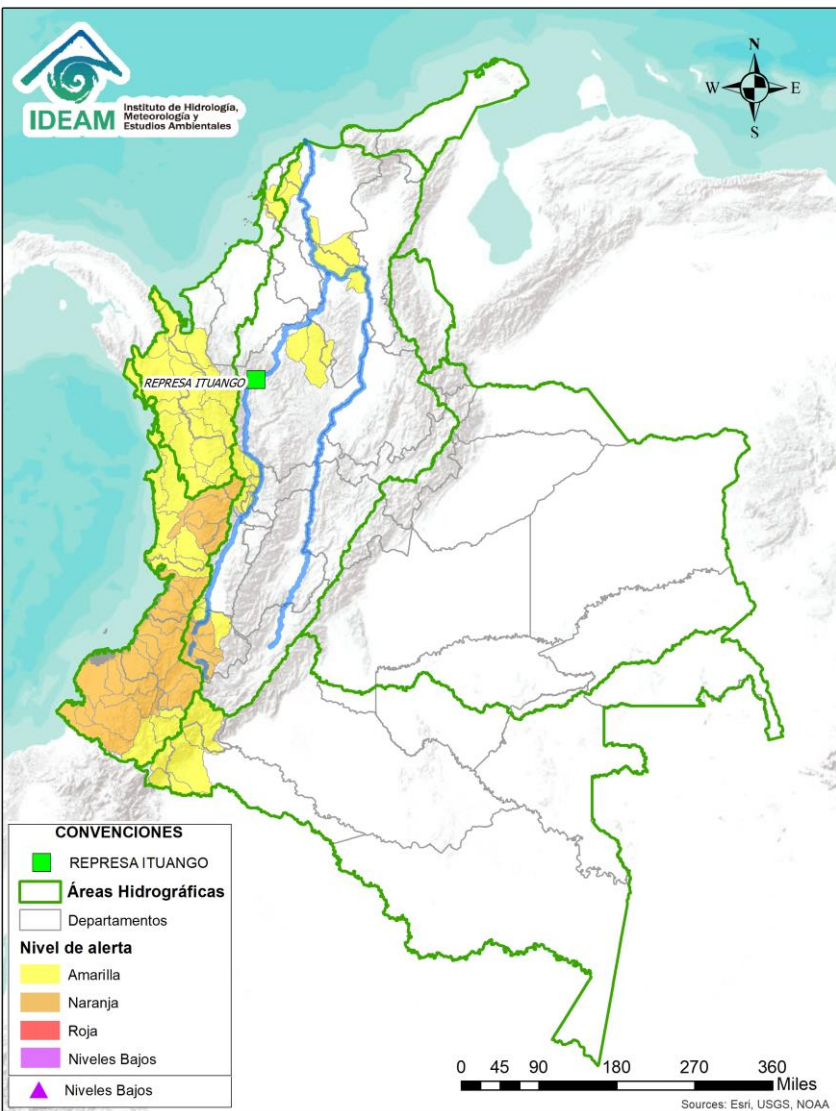 IDEAM
Instituto de Hidrología,
Meteorología y
Estudios Ambientales
N
W
E
S
REPRESA ITUANGO
CONVENCIONES
REPRESA ITUANGO
Áreas Hidrográficas
Departamentos
Nivel de alerta
Amarilla
Naranja
Roja
Niveles Bajos
Niveles Bajos
0 45 90 180 270 360
Miles
Sources: Esri, USGS, NOAA